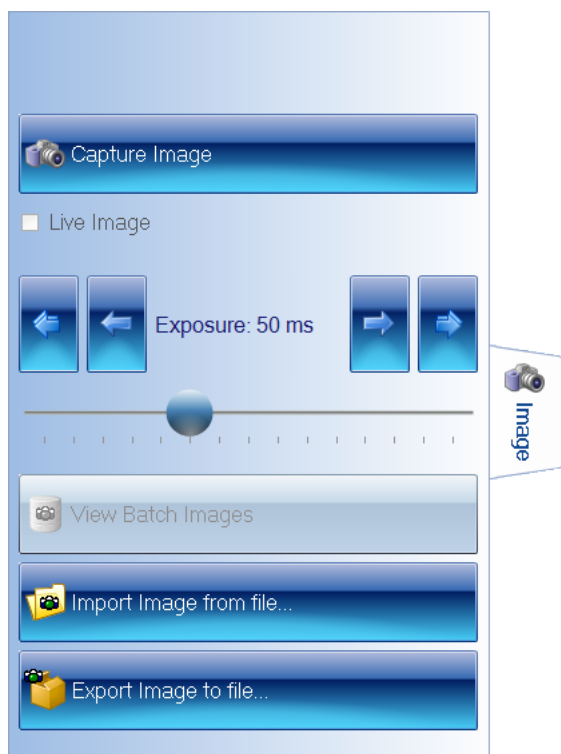 Capture Image
Live Image
Exposure: 50 ms
Image
View Batch Images
Import Image from file...
Export Image to file...